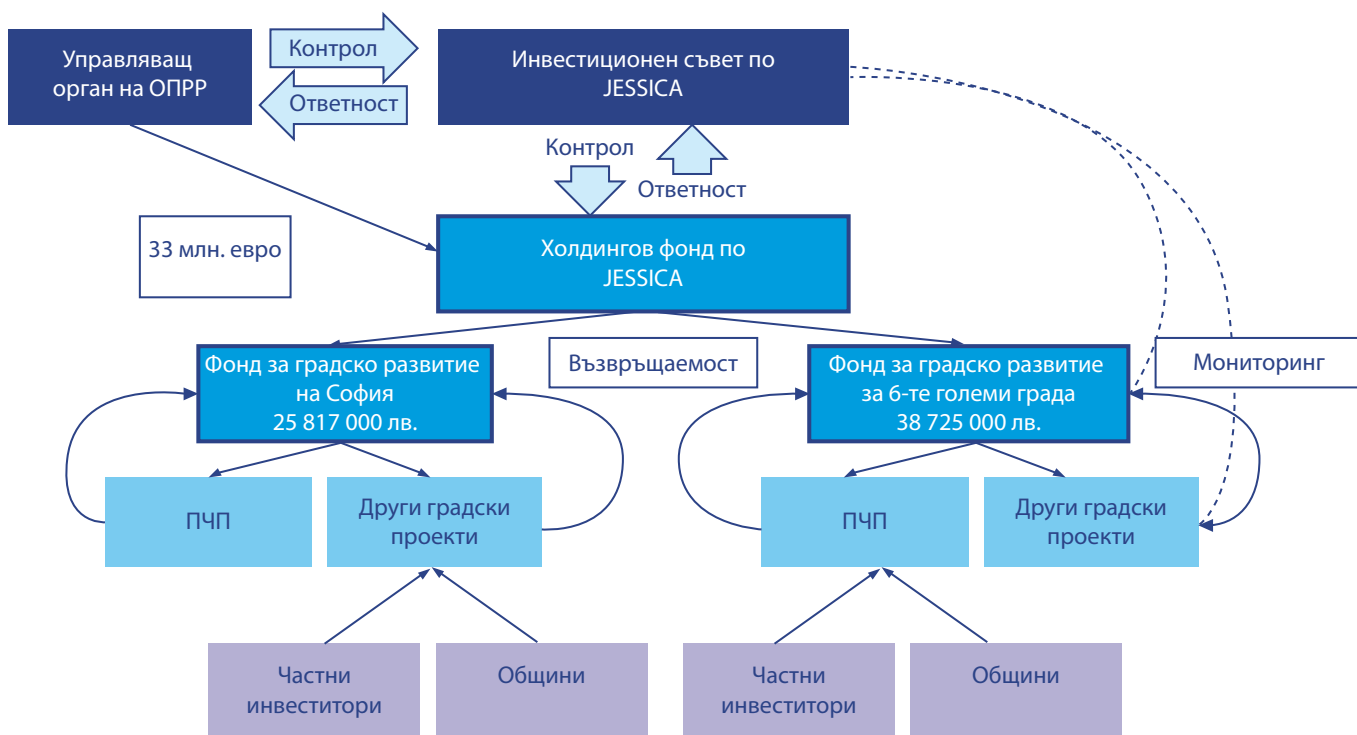 Управляващ
орган на ОПРР
Контрол
Ответност
Инвестиционен съвет по
JESSICA
Контрол
Ответност
33 млн. евро
Холдингов фонд по
JESSICA
Фонд за градско развитие
на София
25 817 000 лв.
Възвръщаемост
Фонд за градско развитие
за 6-те големи града
38 725 000 лв.
Мониторинг
ПЧП
Други градски
проекти
ПЧП
Други градски
проекти
Частни
инвеститори
Общини
Частни
инвеститори
Общини